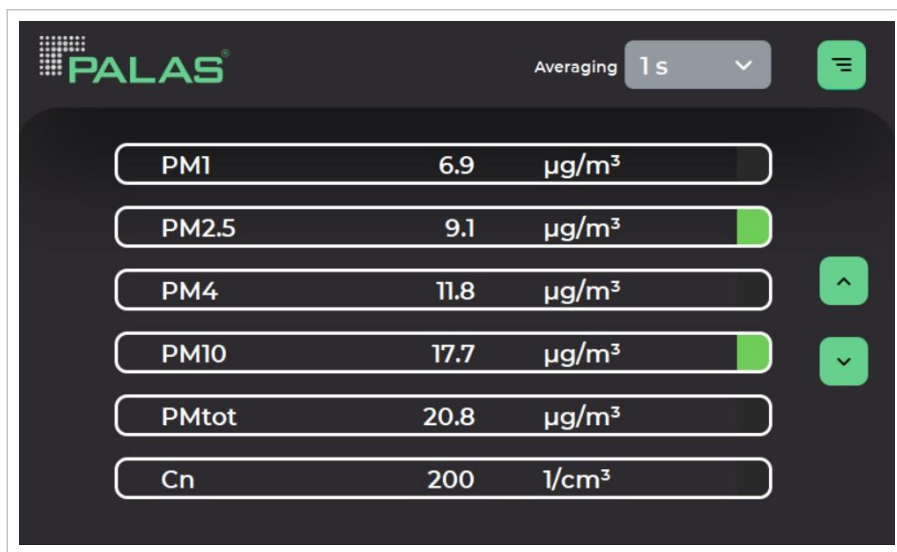 PALAS®
Averaging 1 s
PM1 6.9 µg/m³
PM2.5 9.1 µg/m³
PM4 11.8 µg/m³
PM10 17.7 µg/m³
PMtot 20.8 µg/m³
Cn 200 1/cm³